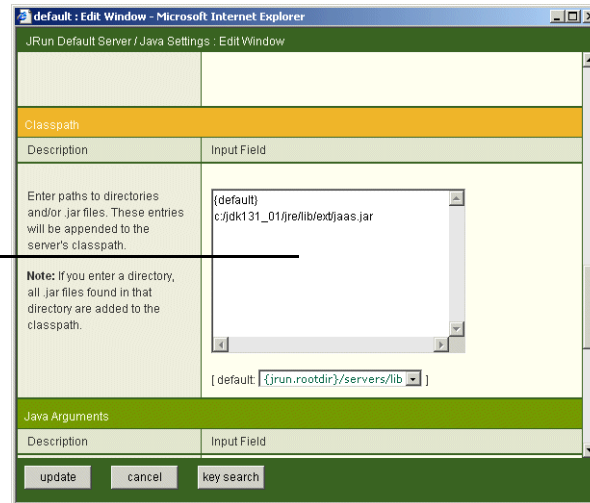 default : Edit Window - Microsoft Internet Explorer
JRun Default Server / Java Settings : Edit Window
Classpath
Description
Input Field
Enter paths to directories
and/or .jar files. These entries
will be appended to the
server's classpath.
Note: If you enter a directory,
all .jar files found in that
directory are added to the
classpath.
{default}
c:/jdk131_01/jre/lib/ext/jaas.jar
[ default: {jrun.rootdir}/servers/lib ]
Java Arguments
Description
Input Field
update
cancel
key search